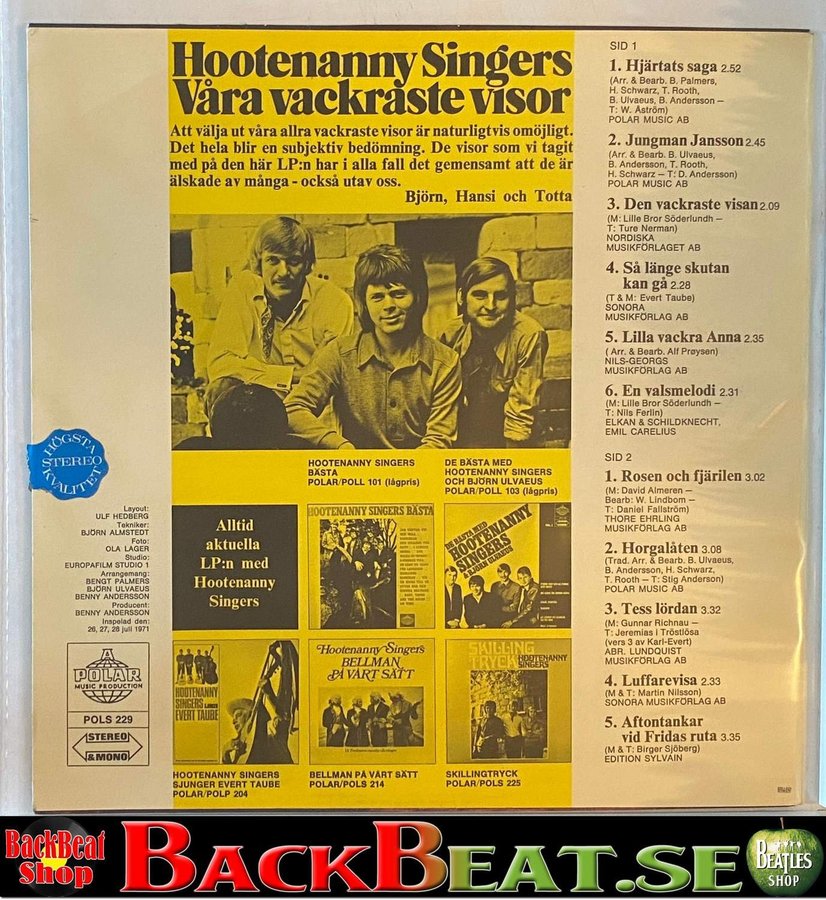 Hootenanny Singers
Våra vackraste visor
Att välja ut våra allra vackraste visor är naturligtvis omöjligt.
Det hela blir en subjektiv bedömning. De visor som vi tagit
med på den här LP:n har i alla fall det gemensamt att de är
älskade av många - också utav oss.
Björn, Hansi och Totta
HÖGSTA
STEREO
KVALITET
Layout:
ULF HEDBERG
Tekniker:
BJÖRN ALMSTEDT
Foto:
OLA LAGER
Studio:
EUROPAFILM STUDIO 1
Arrangemang:
BENGT PALMERS
BJÖRN ULVAEUS
BENNY ANDERSSON
Producent:
BENNY ANDERSSON
Inspelad den:
26, 27, 28 juli 1971
A
POLAR
MUSIC PRODUCTION
POLS 229
STEREO
&MONO
HOOTENANNY SINGERS
BÄSTA
POLAR/POLL 101 (lågpris)
DE BÄSTA MED
HOOTENANNY SINGERS
OCH BJÖRN ULVAEUS
POLAR/POLL 103 (lågpris)
Alltid
aktuella
LP:n med
Hootenanny
Singers
HOOTENANNY SINGERS BÄSTA
DE BÄSTA MED
HOOTENANNY
SINGERS
& BJÖRN ULVAEUS
HOOTENANNY
SINGERS
EVERT TAUBE
Hootenanny Singers
BELLMAN
PÅ VÅRT SÄTT
SKILLING
TRYCK
HOOTENANNY
SINGERS
HOOTENANNY SINGERS
SJUNGER EVERT TAUBE
POLAR/POLP 204
BELLMAN PÅ VÅRT SÄTT
POLAR/POLS 214
SKILLINGTRYCK
POLAR/POLS 225
SID 1
1. Hjärtats saga 2.52
(Arr. & Bearb. B. Palmers,
H. Schwarz, T. Rooth,
B. Ulvaeus, B. Andersson –
T: W. Åström)
POLAR MUSIC AB
2. Jungman Jansson 2.45
(Arr. & Bearb. B. Ulvaeus,
B. Andersson, T. Rooth,
H. Schwarz – T: D. Andersson)
POLAR MUSIC AB
3. Den vackraste visan 2.09
(M: Lille Bror Söderlundh –
T: Ture Nerman)
NORDISKA
MUSIKFÖRLAGET AB
4. Så länge skutan
kan gå 2.28
(T & M: Evert Taube)
SONORA
MUSIKFÖRLAG AB
5. Lilla vackra Anna 2.35
( Arr. & Bearb. Alf Prøysen)
NILS-GEORGS
MUSIKFÖRLAG AB
6. En valsmelodi 2.31
(M: Lille Bror Söderlundh –
T: Nils Ferlin)
ELKAN & SCHILDKNECHT,
EMIL CARELIUS
SID 2
1. Rosen och fjärilen 3.02
(M: David Almeren –
Bearb: W. Lindbom –
T: Daniel Fallström)
THORE EHRLING
MUSIKFÖRLAG AB
2. Horgalåten 3.08
(Trad. Arr. & Bearb. B. Ulvaeus,
B. Andersson, H. Schwarz,
T. Rooth – T: Stig Anderson)
POLAR MUSIC AB
3. Tess lördan 3.32
(M: Gunnar Richnau –
T: Jeremias i Tröstlösa
(vers 3 av Karl-Evert)
ABR. LUNDQUIST
MUSIKFÖRLAG AB
4. Luffarevisa 2.33
(M & T: Martin Nilsson)
SONORA MUSIKFÖRLAG AB
5. Aftontankar
vid Fridas ruta 3.35
(M & T: Birger Sjöberg)
EDITION SYLVAIN
BackBeat
Shop
BACKBEAT.SE
BEATLES
SHOP